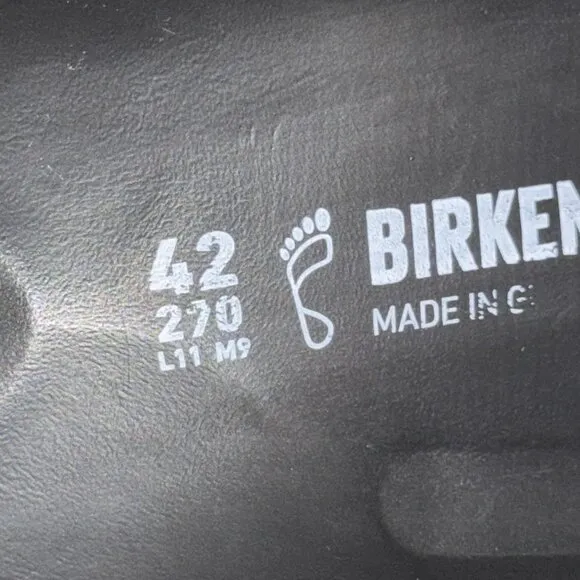 42
270
L11 M9
BIRKEN
MADE IN G